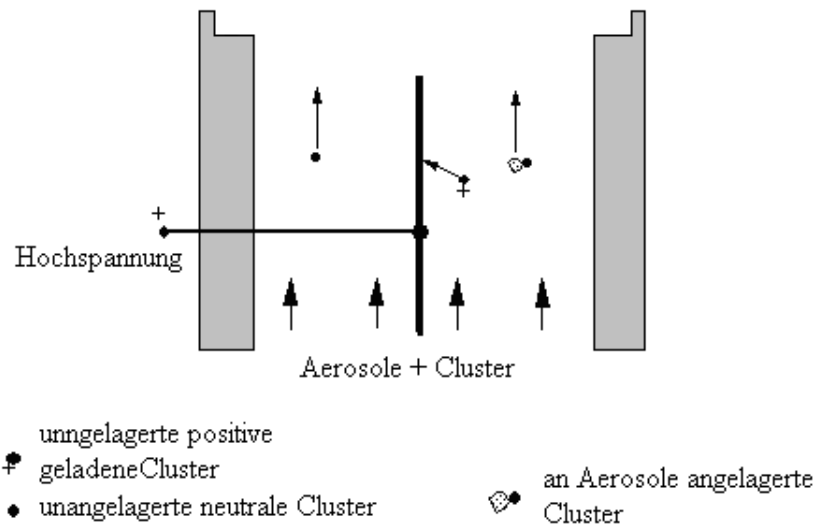 +
Hochspannung
Aerosole + Cluster
unngelagerte positive
+ geladeneCluster
unangelagerte neutrale Cluster
an Aerosole angelagerte
Cluster
+